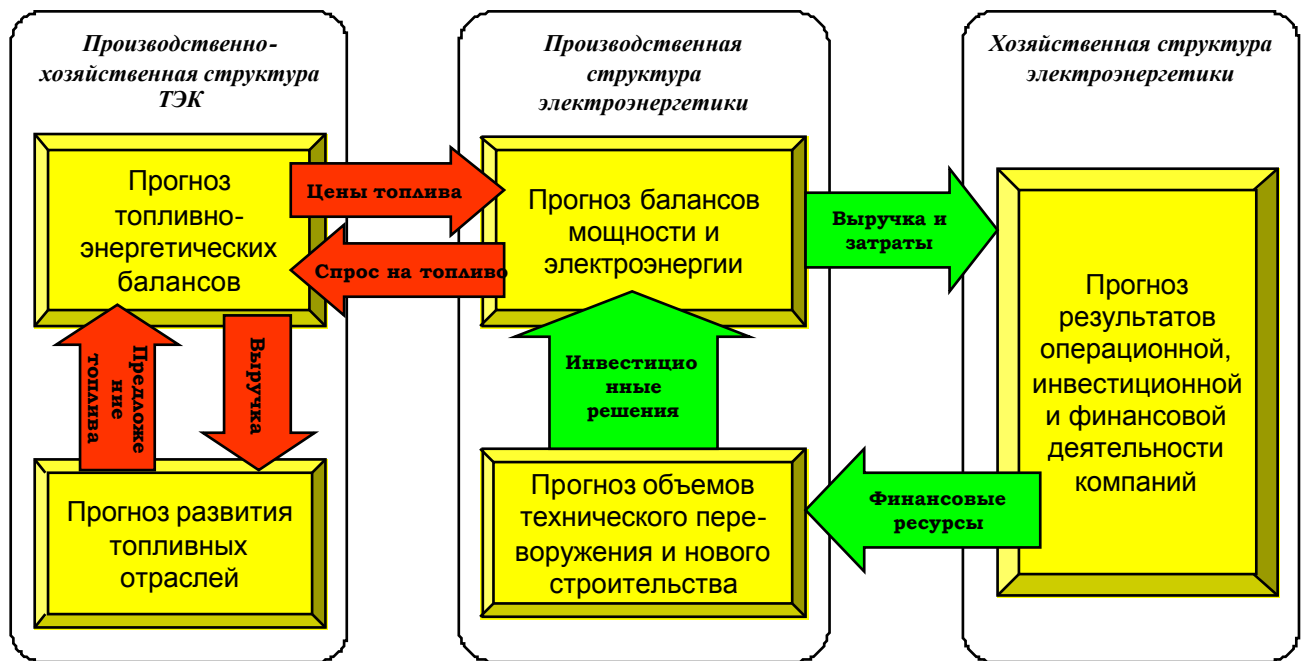 Производственно-
хозяйственная структура
ТЭК
Прогноз
топливно-
энергетических
балансов
Предложе
ние
топлива
Выручка
Прогноз развития
топливных
отраслей
Цены топлива
Спрос на топливо
Производственная
структура
электроэнергетики
Прогноз балансов
мощности и
электроэнергии
Инвестицио
нные
решения
Прогноз объемов
технического пере-
воружения и нового
строительства
Выручка и
затраты
Финансовые
ресурсы
Хозяйственная структура
электроэнергетики
Прогноз
результатов
операционной,
инвестиционной
и финансовой
деятельности
компаний